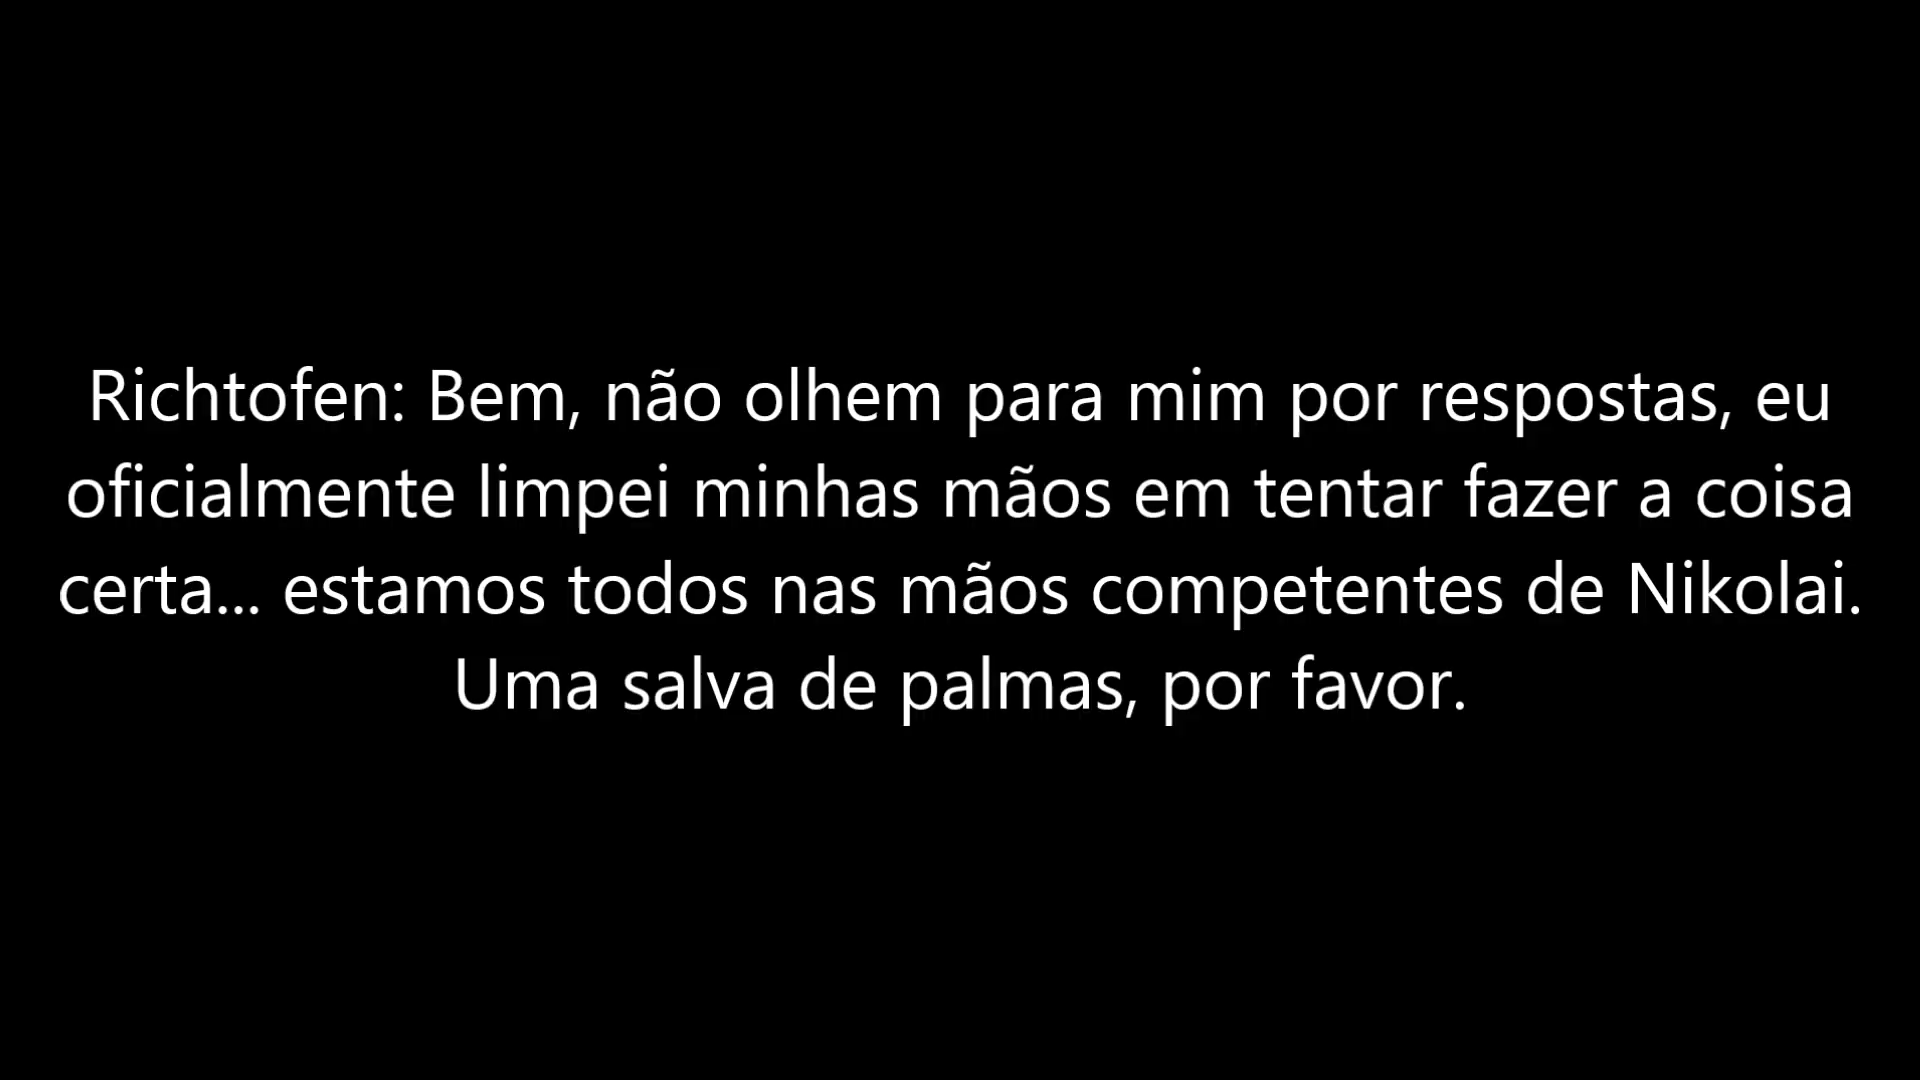 Richtofen: Bem, não olhem para mim por respostas, eu
oficialmente limpei minhas mãos em tentar fazer a coisa
certa... estamos todos nas mãos competentes de Nikolai.
Uma salva de palmas, por favor.